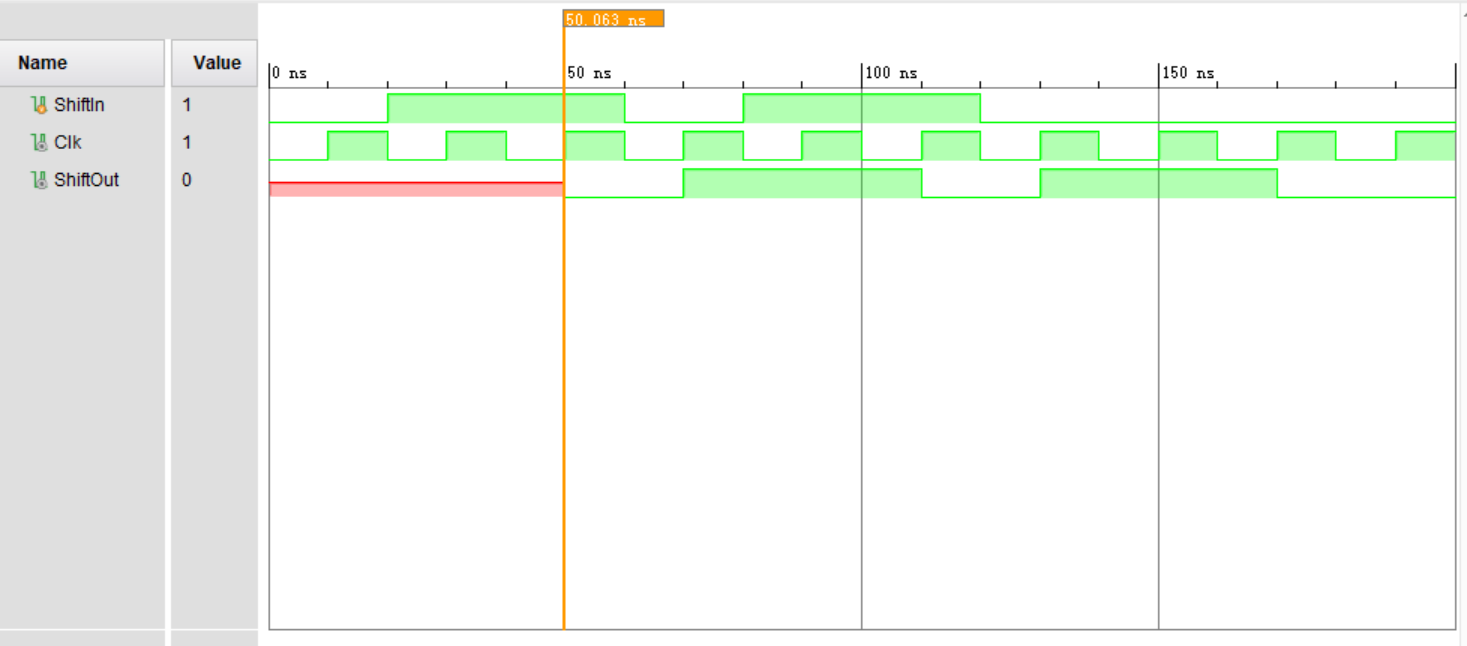 50.063 ns
Name Value
0 ns 50 ns 100 ns 150 ns
ShiftIn 1
Clk 1
ShiftOut 0